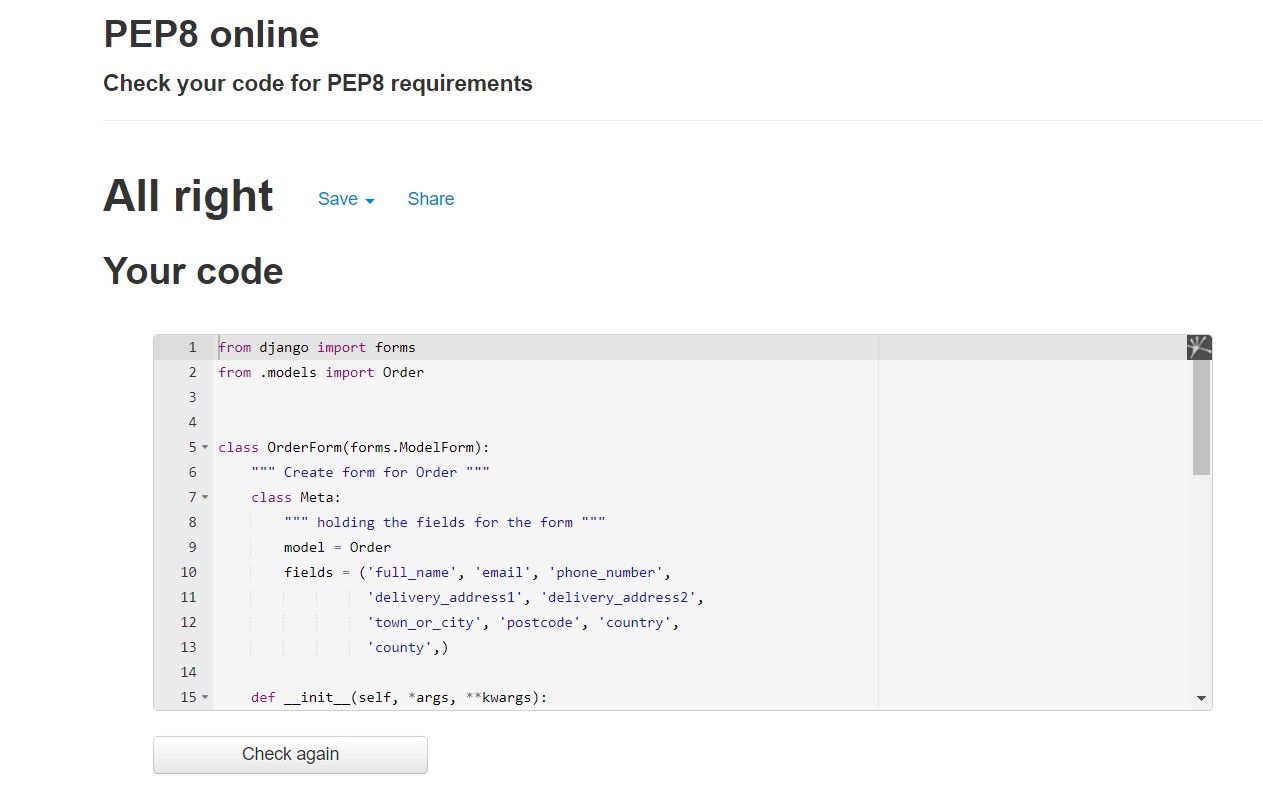 PEP8 online
Check your code for PEP8 requirements
All right Save Share
Your code
1 from django import forms
2 from .models import Order
3
4
5 class OrderForm(forms.ModelForm):
6     """ Create form for Order """
7     class Meta:
8         """ holding the fields for the form """
9         model = Order
10         fields = ('full_name', 'email', 'phone_number',
11                   'delivery_address1', 'delivery_address2',
12                   'town_or_city', 'postcode', 'country',
13                   'county',)
14
15     def __init__(self, *args, **kwargs):
Check again